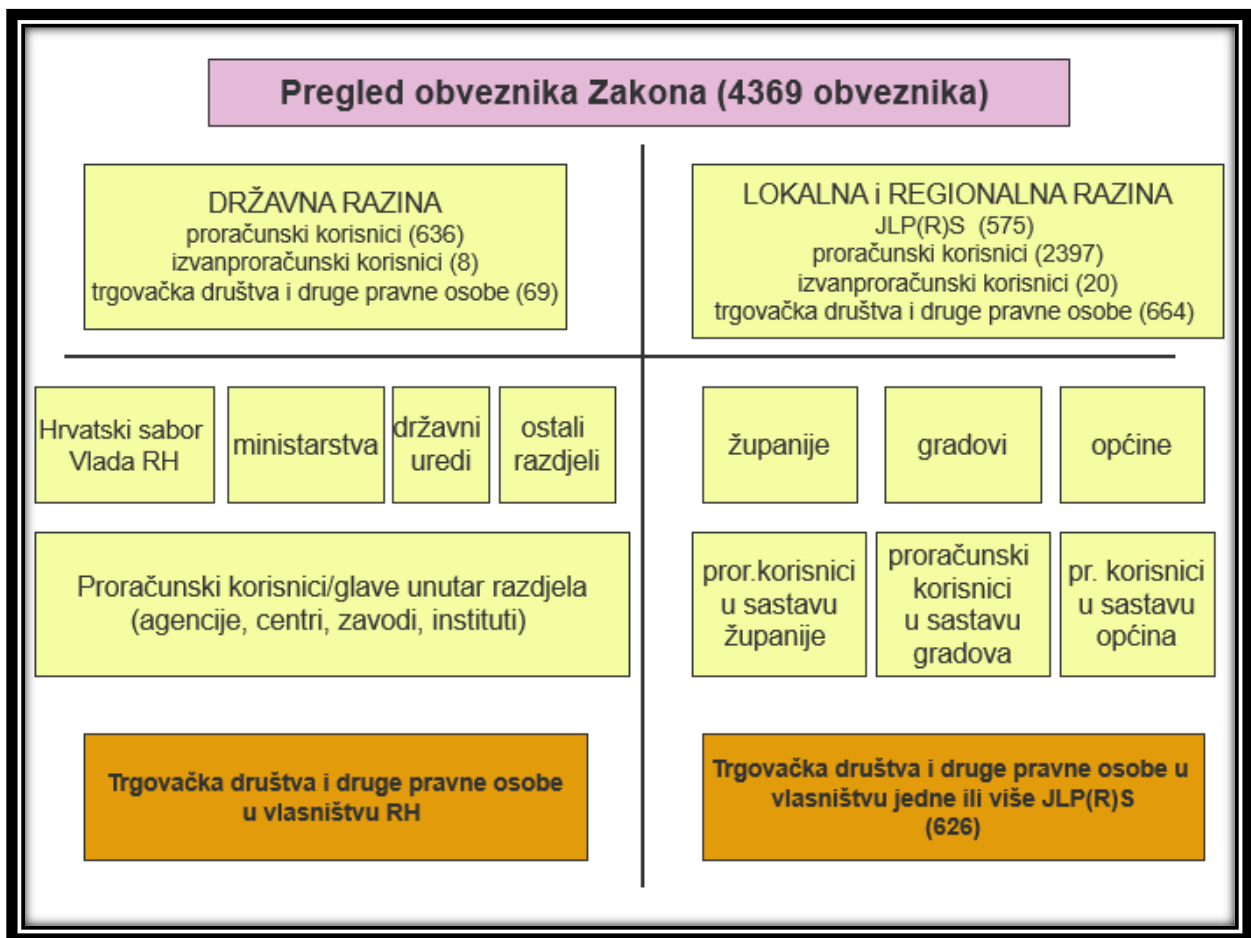 Pregled obveznika Zakona (4369 obveznika)
DRŽAVNA RAZINA
proračunski korisnici (636)
izvanproračunski korisnici (8)
trgovačka društva i druge pravne osobe (69)
LOKALNA i REGIONALNA RAZINA
JLP(R)S (575)
proračunski korisnici (2397)
izvanproračunski korisnici (20)
trgovačka društva i druge pravne osobe (664)
Hrvatski sabor
Vlada RH
ministarstva
državni
uredi
ostali
razdjeli
županije
gradovi
općine
Proračunski korisnici/glave unutar razdjela
(agencije, centri, zavodi, instituti)
pror.korisnici
u sastavu
županije
proračunski
korisnici
u sastavu
gradova
pr. korisnici
u sastavu
općina
Trgovačka društva i druge pravne osobe
u vlasništvu RH
Trgovačka društva i druge pravne osobe u
vlasništvu jedne ili više JLP(R)S
(626)